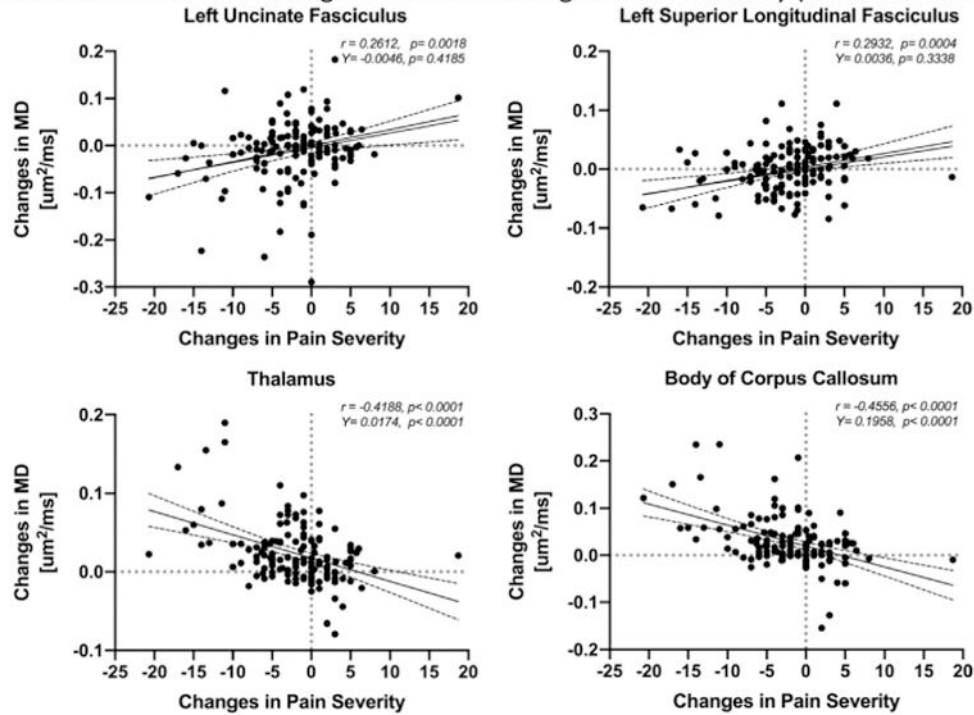 Left Uncinate Fasciculus
r = 0.2612, p= 0.0018
Y= -0.0046, p= 0.4185
Changes in MD
[um²/ms]
0.2
0.1
0.0
-0.1
-0.2
-0.3
-25 -20 -15 -10 -5 0 5 10 15 20
Changes in Pain Severity
Left Superior Longitudinal Fasciculus
r = 0.2932, p= 0.0004
Y= 0.0036, p= 0.3338
Changes in MD
[um²/ms]
0.2
0.1
0.0
-0.1
-0.2
-25 -20 -15 -10 -5 0 5 10 15 20
Changes in Pain Severity
Thalamus
r = -0.4188, p< 0.0001
Y= 0.0174, p< 0.0001
Changes in MD
[um²/ms]
0.2
0.1
0.0
-0.1
-25 -20 -15 -10 -5 0 5 10 15 20
Changes in Pain Severity
Body of Corpus Callosum
r = -0.4556, p< 0.0001
Y= 0.1958, p< 0.0001
Changes in MD
[um²/ms]
0.3
0.2
0.1
0.0
-0.1
-0.2
-25 -20 -15 -10 -5 0 5 10 15 20
Changes in Pain Severity